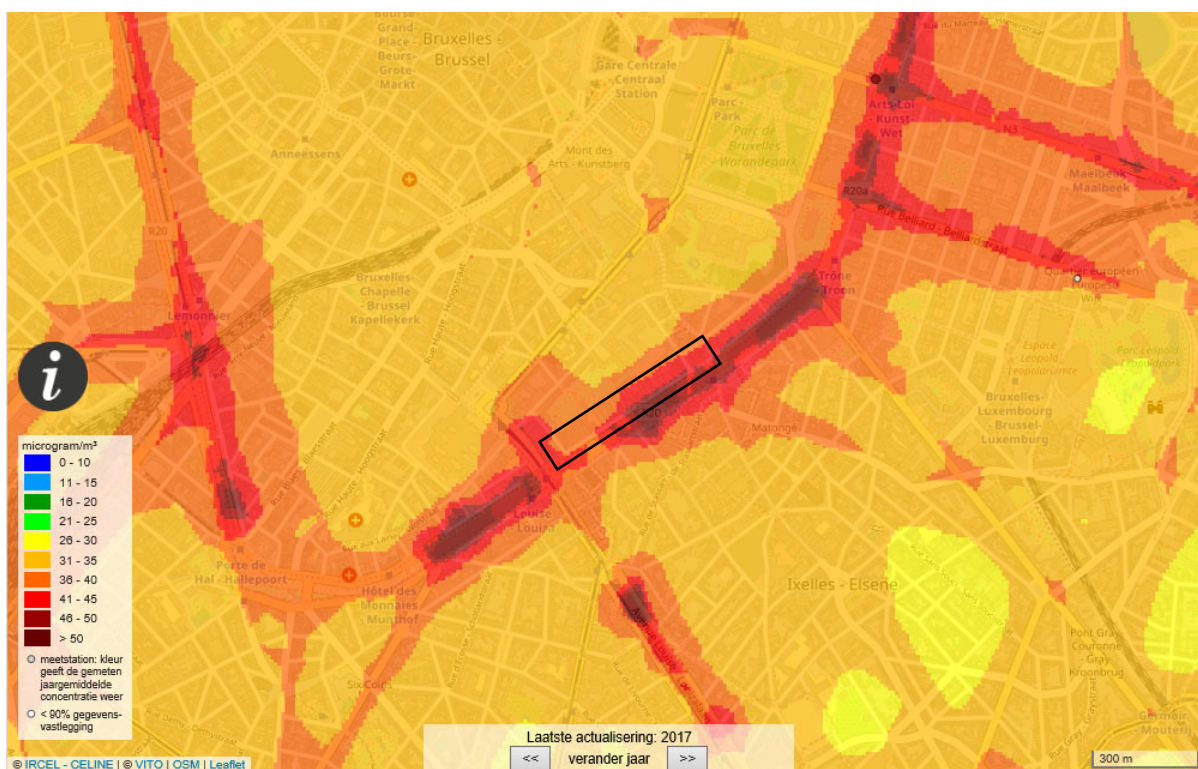 Bourse
Grand-
Place -
Beurs-
Grote-
Markt
Bruxelles -
Brussel
Gare Centrale
Centraal
Station
Parc -
Park
Parc de
Bruxelles
- Warandepark
Arts-Loi
- Kunst-
Wet
N3
Maelbeek -
Maalbeek
Anneessens
Mont des
Arts - Kunstberg
R20
R20a
Rue Belliard - Belliardstraat
Quartier européen
Europese
Wijk
Trône
- Troon
Bruxelles-
Chapelle
- Brussel
Kapellekerk
Lemonnier
Espace
Léopold
Leopoldruimte
Parc Léopold
Leopoldpark
Bruxelles-
Luxembourg -
Brussel-
Luxemburg
R20
Matonge
Louise -
Louiza
Porte de
Hal - Hallepoort
Hôtel des
Monnaies
- Munthof
Ixelles - Elsene
Six Coins
Pont Gray-
Couronne
- Gray-
Kroonbrug
Germoir -
Mouterij
i
microgram/m³
0 - 10
11 - 15
16 - 20
21 - 25
26 - 30
31 - 35
36 - 40
41 - 45
46 - 50
> 50
meetstation: kleur
geeft de gemeten
jaargemiddelde
concentratie weer
< 90% gegevens-
vastlegging
Laatste actualisering: 2017
<< verander jaar >>
300 m
© IRCEL - CELINE | © VITO | OSM | Leaflet